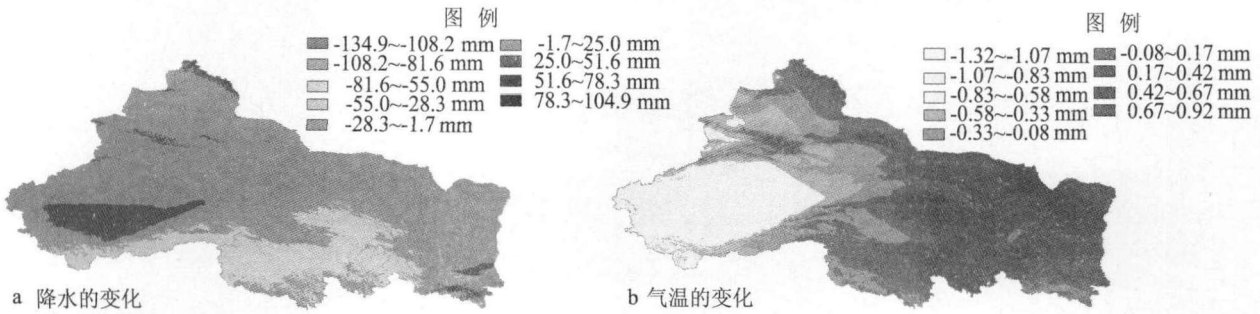 图 例
-134.9~-108.2 mm
-108.2~-81.6 mm
-81.6~-55.0 mm
-55.0~-28.3 mm
-28.3~-1.7 mm
-1.7~25.0 mm
25.0~51.6 mm
51.6~78.3 mm
78.3~104.9 mm
a 降水的变化
图 例
-1.32~-1.07 mm
-1.07~-0.83 mm
-0.83~-0.58 mm
-0.58~-0.33 mm
-0.33~-0.08 mm
-0.08~0.17 mm
0.17~0.42 mm
0.42~0.67 mm
0.67~0.92 mm
b 气温的变化